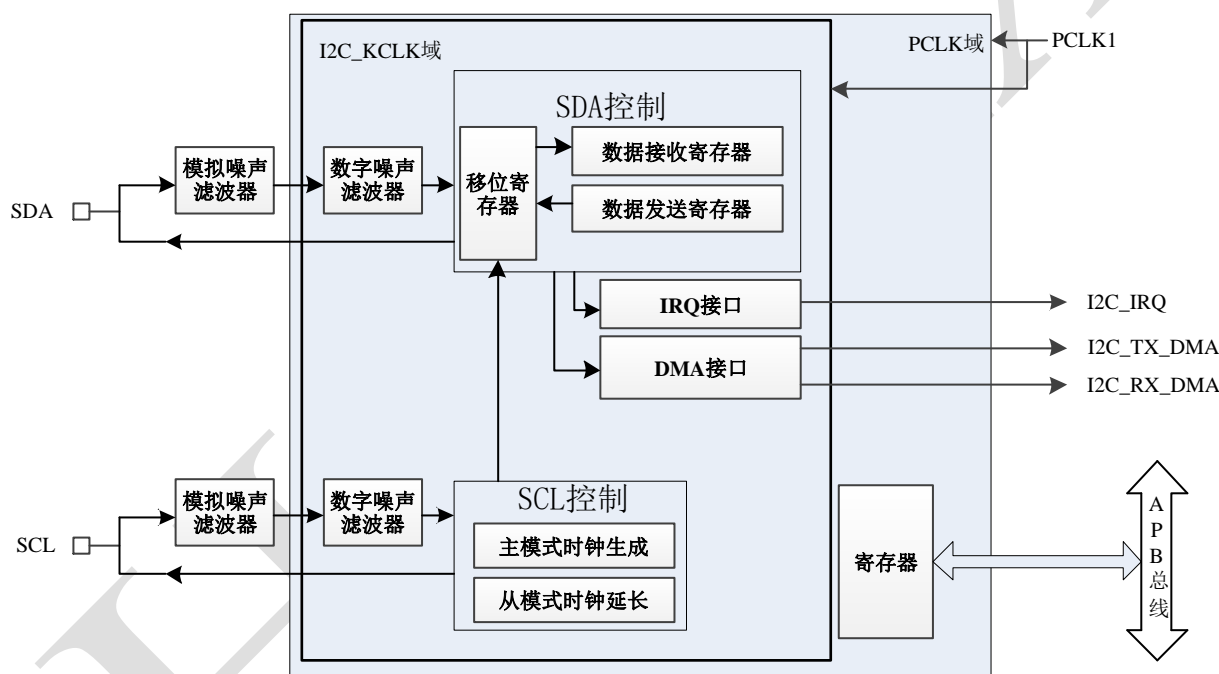 I2C_KCLK域
PCLK域
PCLK1
SDA控制
数据接收寄存器
移位寄
存器
数据发送寄存器
模拟噪声
滤波器
数字噪声
滤波器
SDA
IRQ接口
I2C_IRQ
DMA接口
I2C_TX_DMA
I2C_RX_DMA
模拟噪声
滤波器
数字噪声
滤波器
SCL
SCL控制
主模式时钟生成
从模式时钟延长
寄存器
APB总线